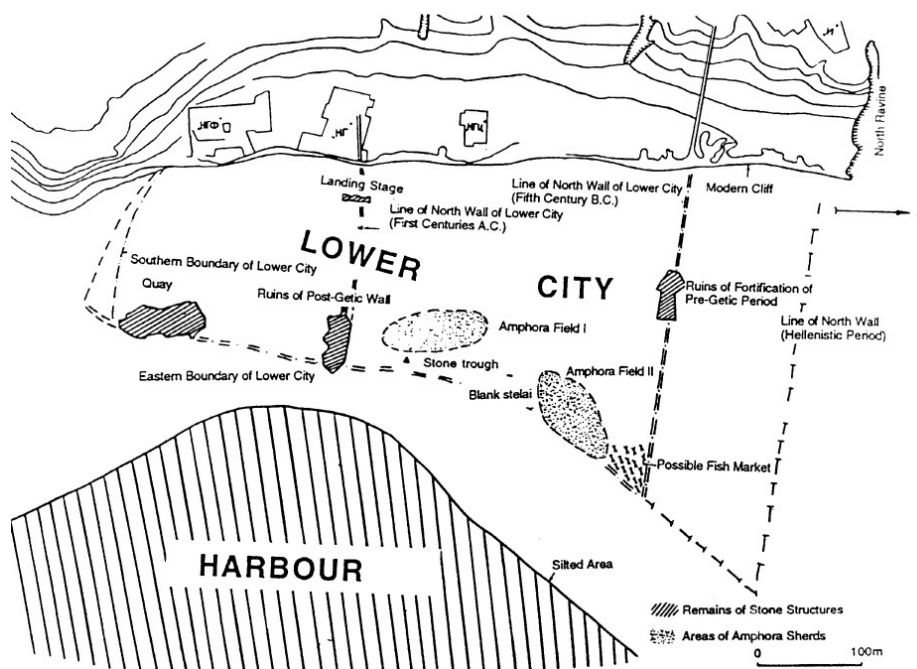 North Ravine
НГФ
НГ
НГЦ
И
Landing Stage
Line of North Wall of Lower City
(Fifth Century B.C.)
Modern Cliff
Line of North Wall of Lower City
(First Centuries A.C.)
LOWER
CITY
Southern Boundary of Lower City
Quay
Ruins of Post-Getic Wall
Ruins of Fortification of
Pre-Getic Period
Amphora Field I
Line of North Wall
(Hellenistic Period)
Stone trough
Eastern Boundary of Lower City
Amphora Field II
Blank stelai
Possible Fish Market
HARBOUR
Silted Area
Remains of Stone Structures
Areas of Amphora Sherds
0 100m